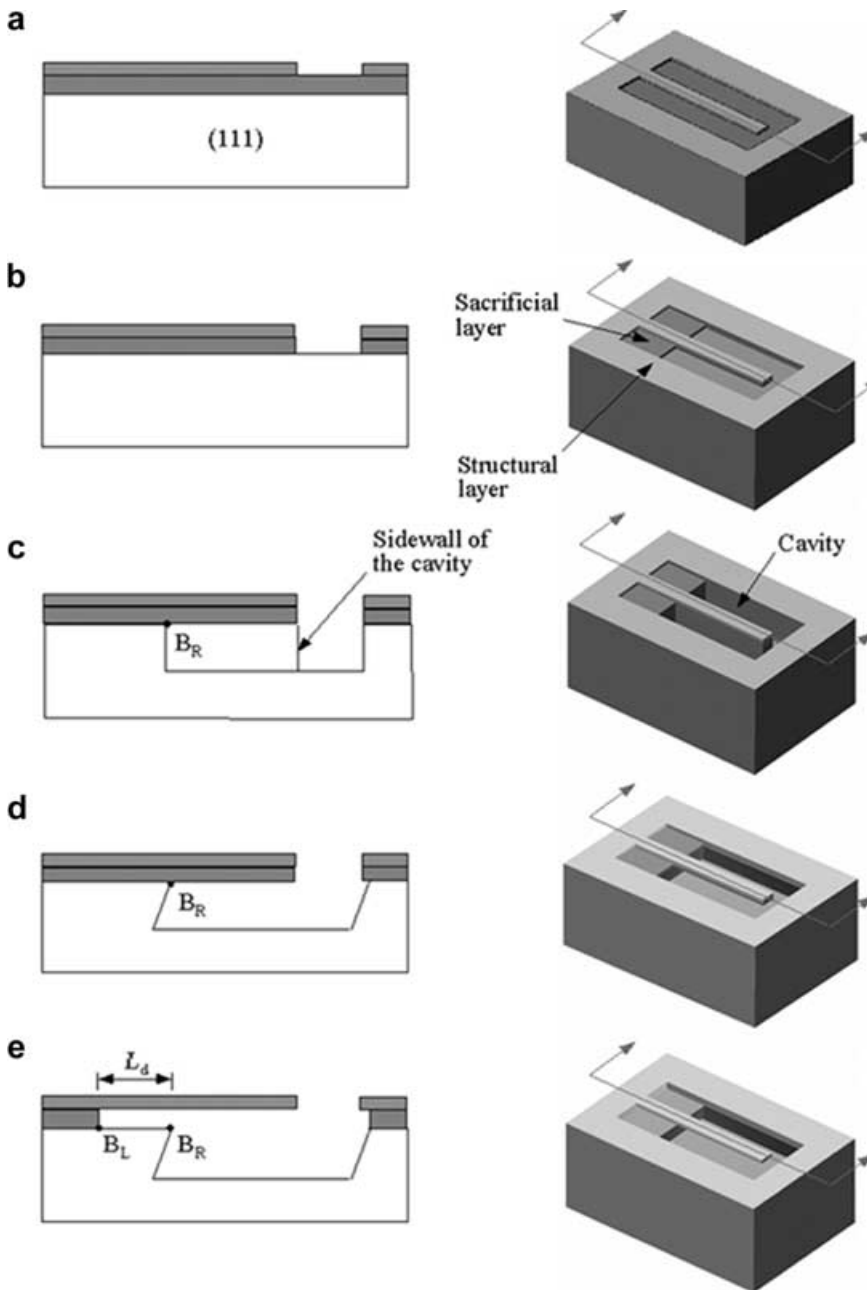 a
(111)
b
Sacrificial
layer
Structural
layer
c
Sidewall of
the cavity
B_R
Cavity
d
B_R
e
L_d
B_L
B_R